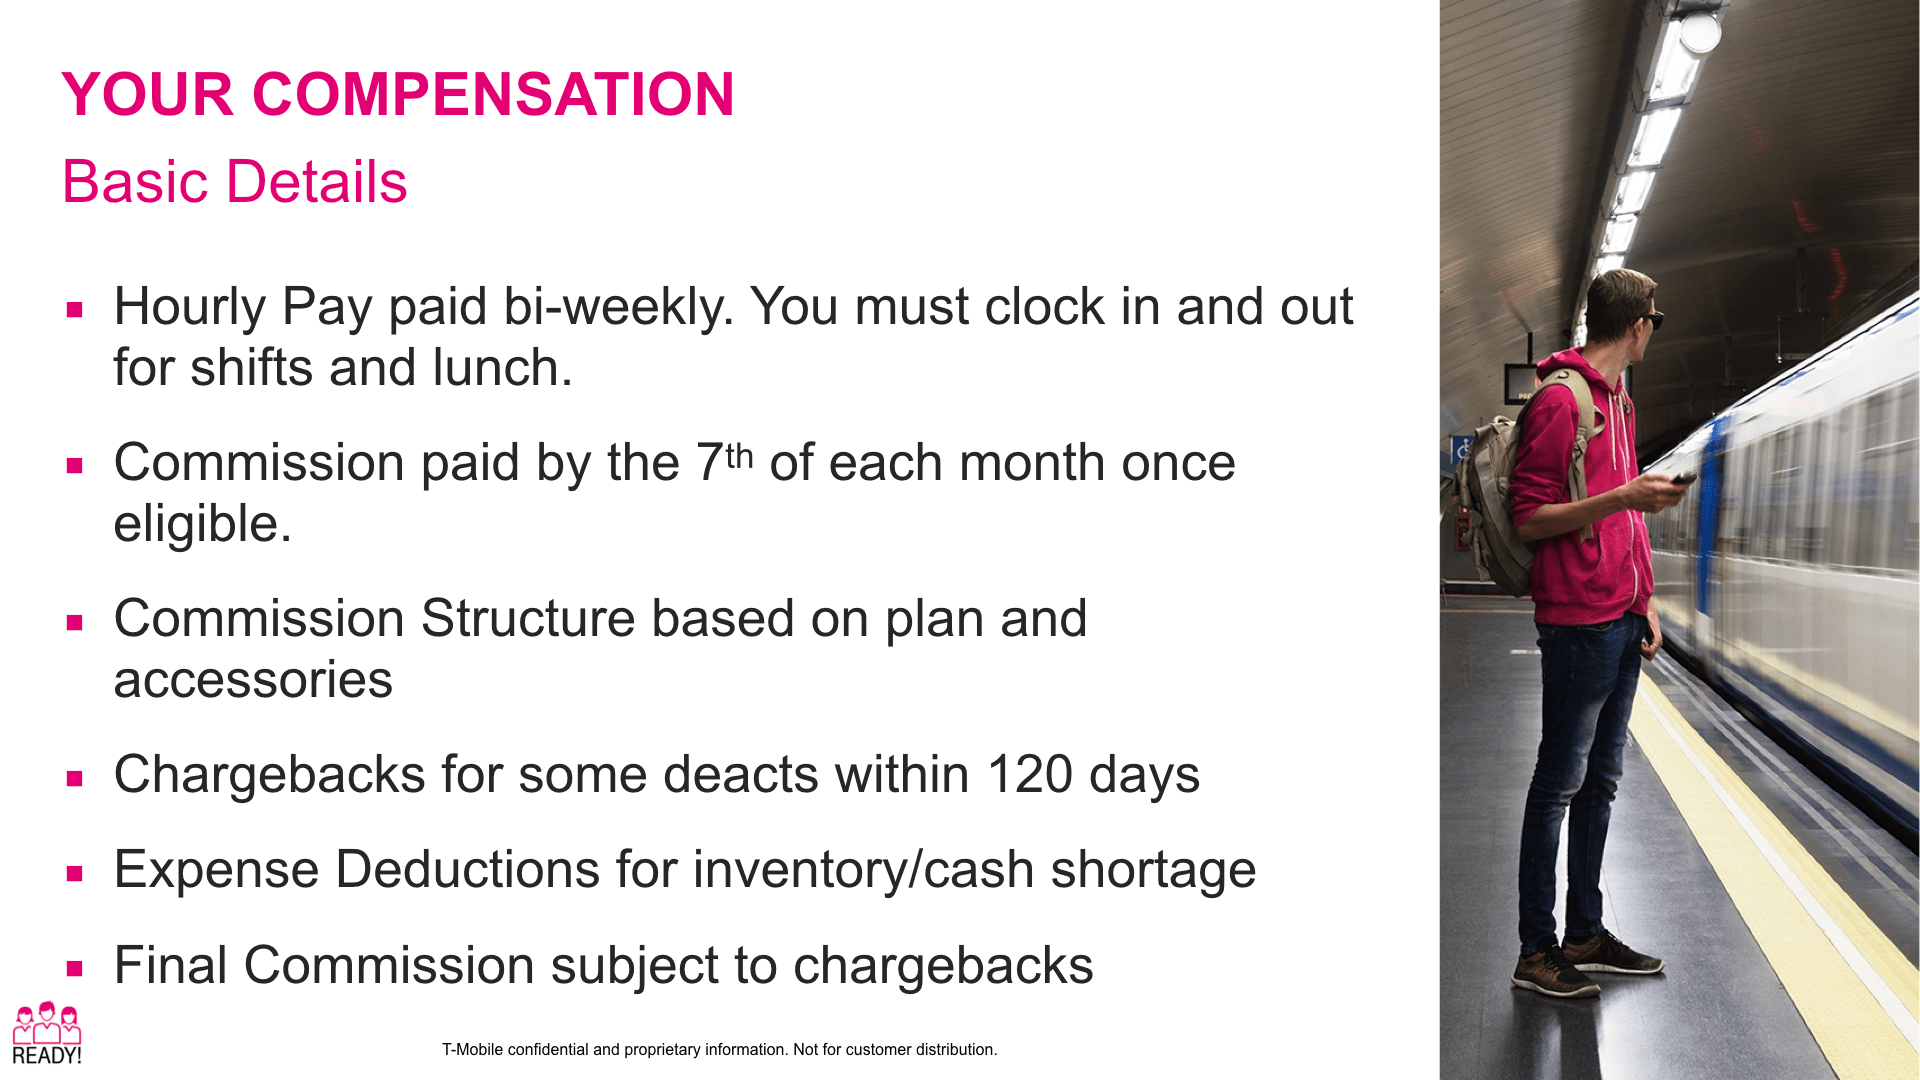 YOUR COMPENSATION
Basic Details
Hourly Pay paid bi-weekly. You must clock in and out
for shifts and lunch.
Commission paid by the 7th of each month once
eligible.
Commission Structure based on plan and
accessories
Chargebacks for some deacts within 120 days
Expense Deductions for inventory/cash shortage
Final Commission subject to chargebacks
READY!
T-Mobile confidential and proprietary information. Not for customer distribution.